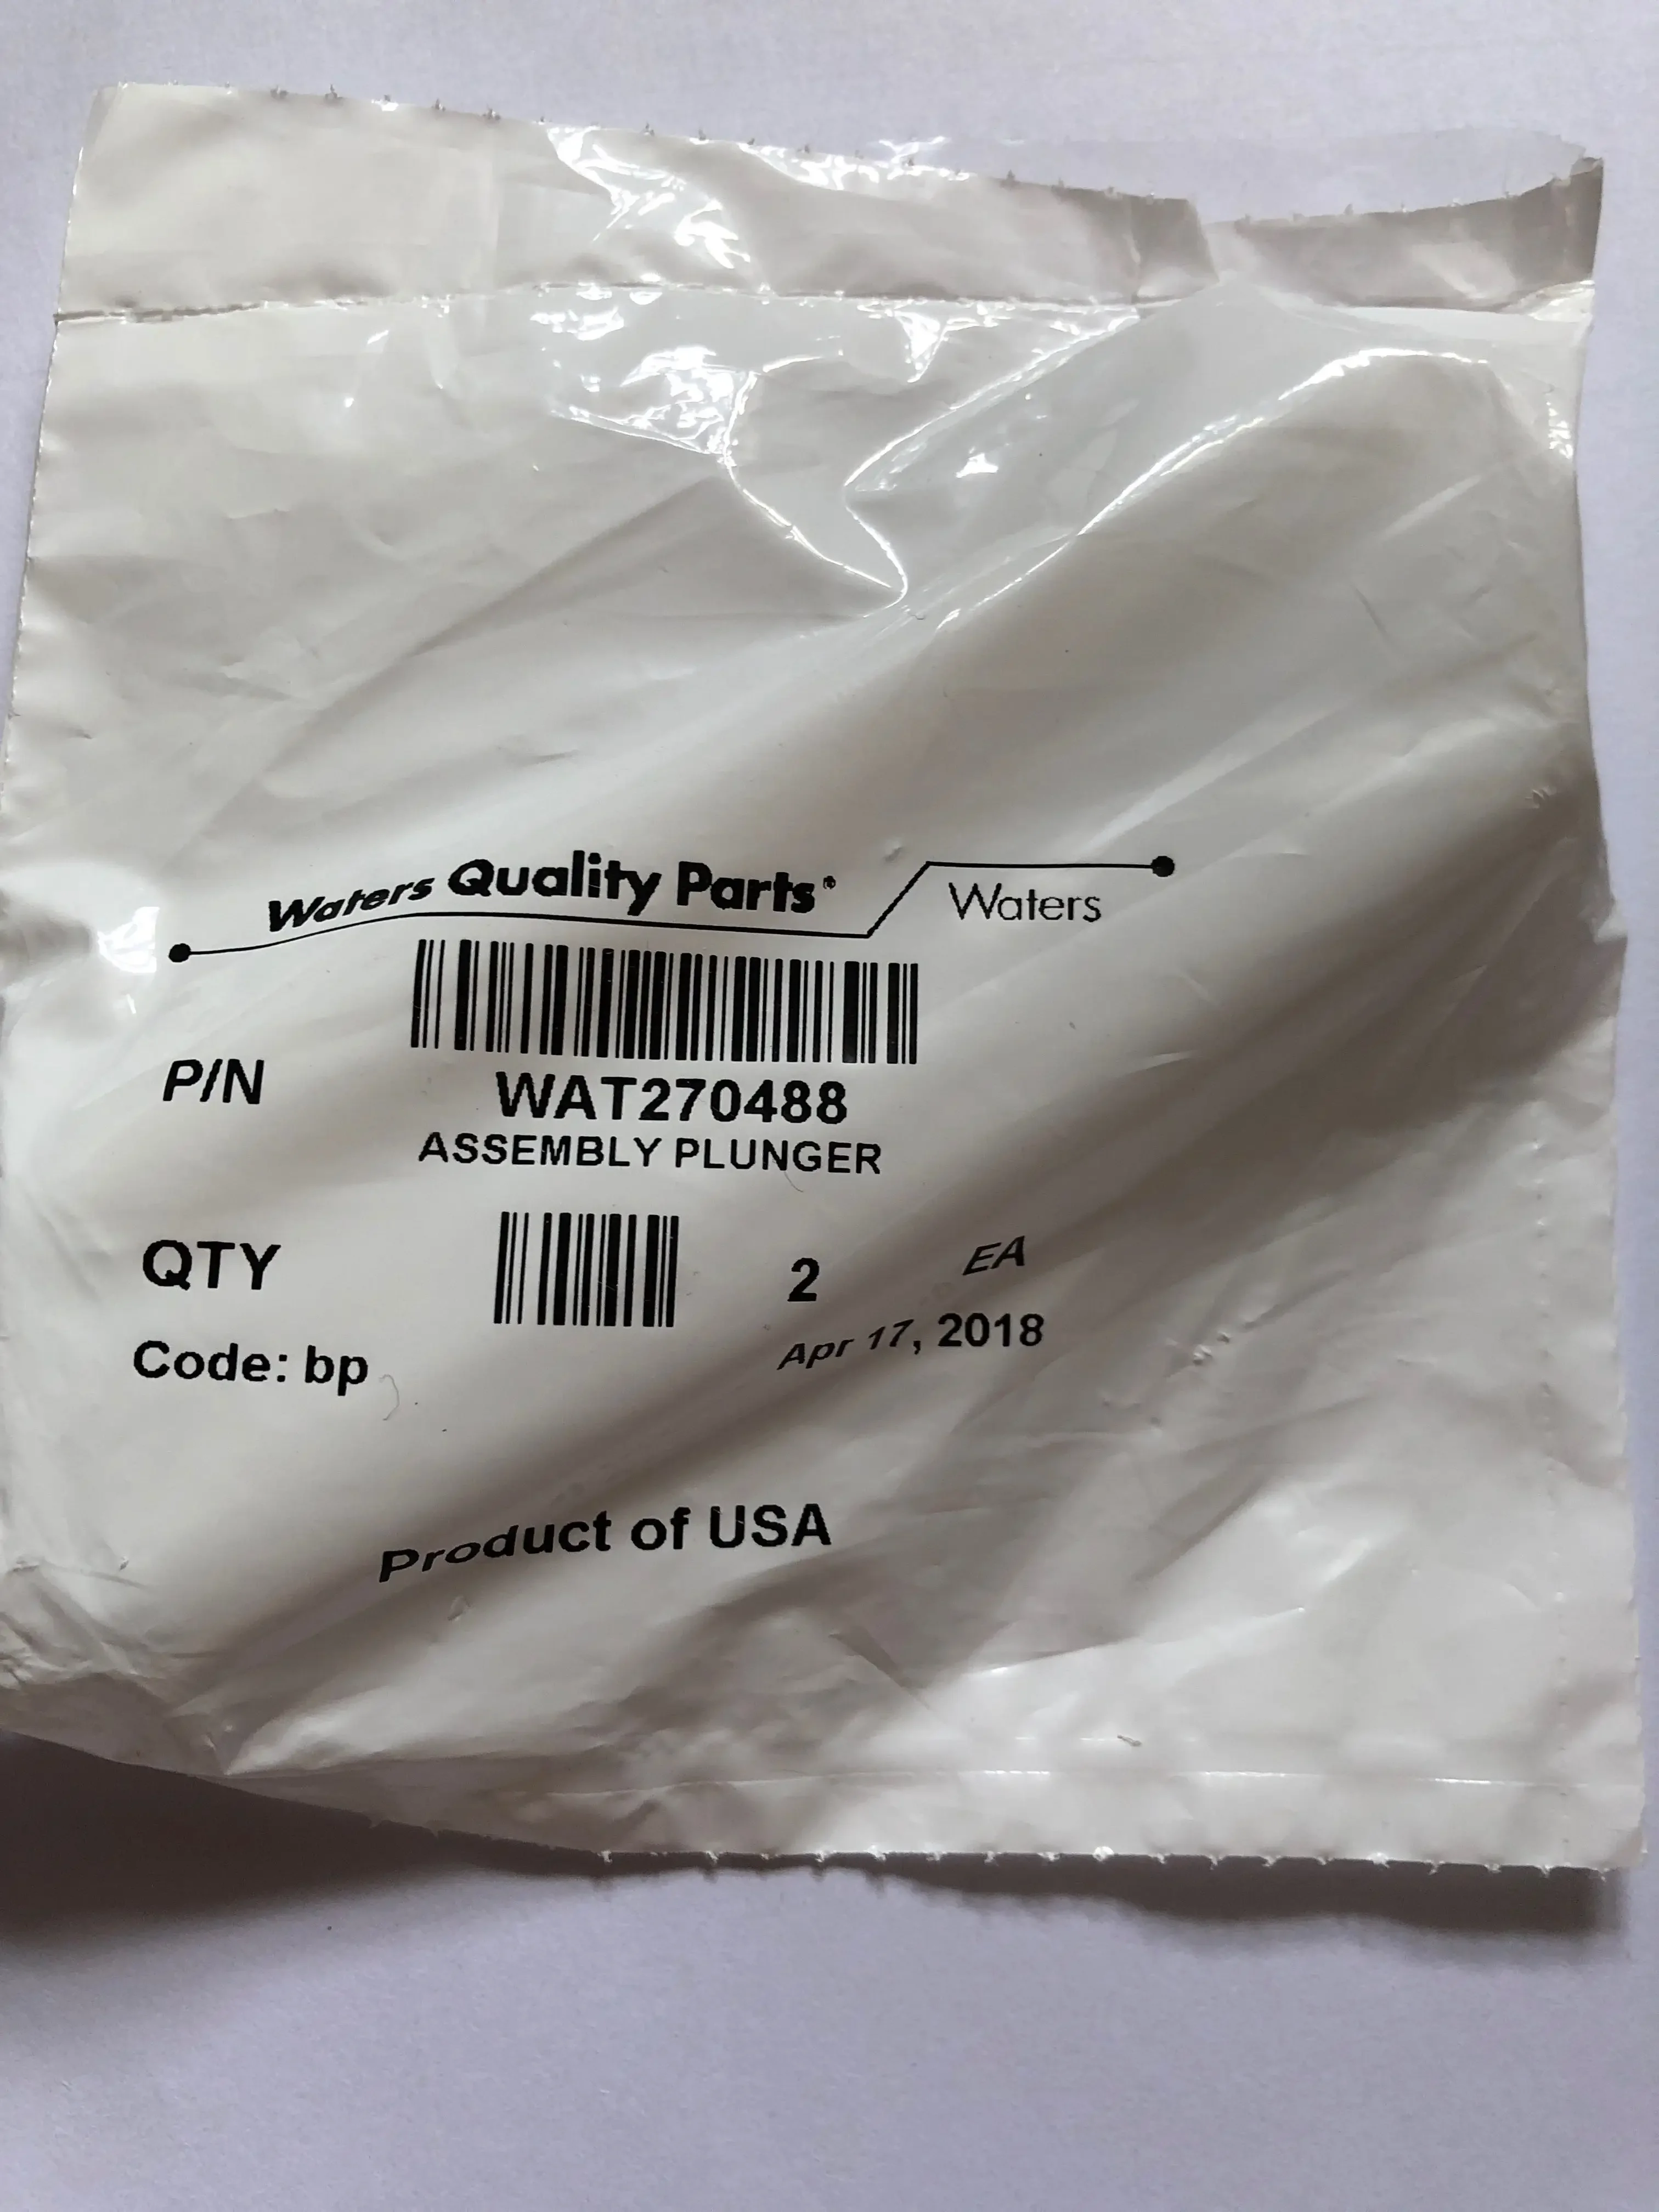 Waters Quality Parts® Waters
P/N WAT270488
ASSEMBLY PLUNGER
QTY 2 EA
Code: bp Apr 17, 2018
Product of USA